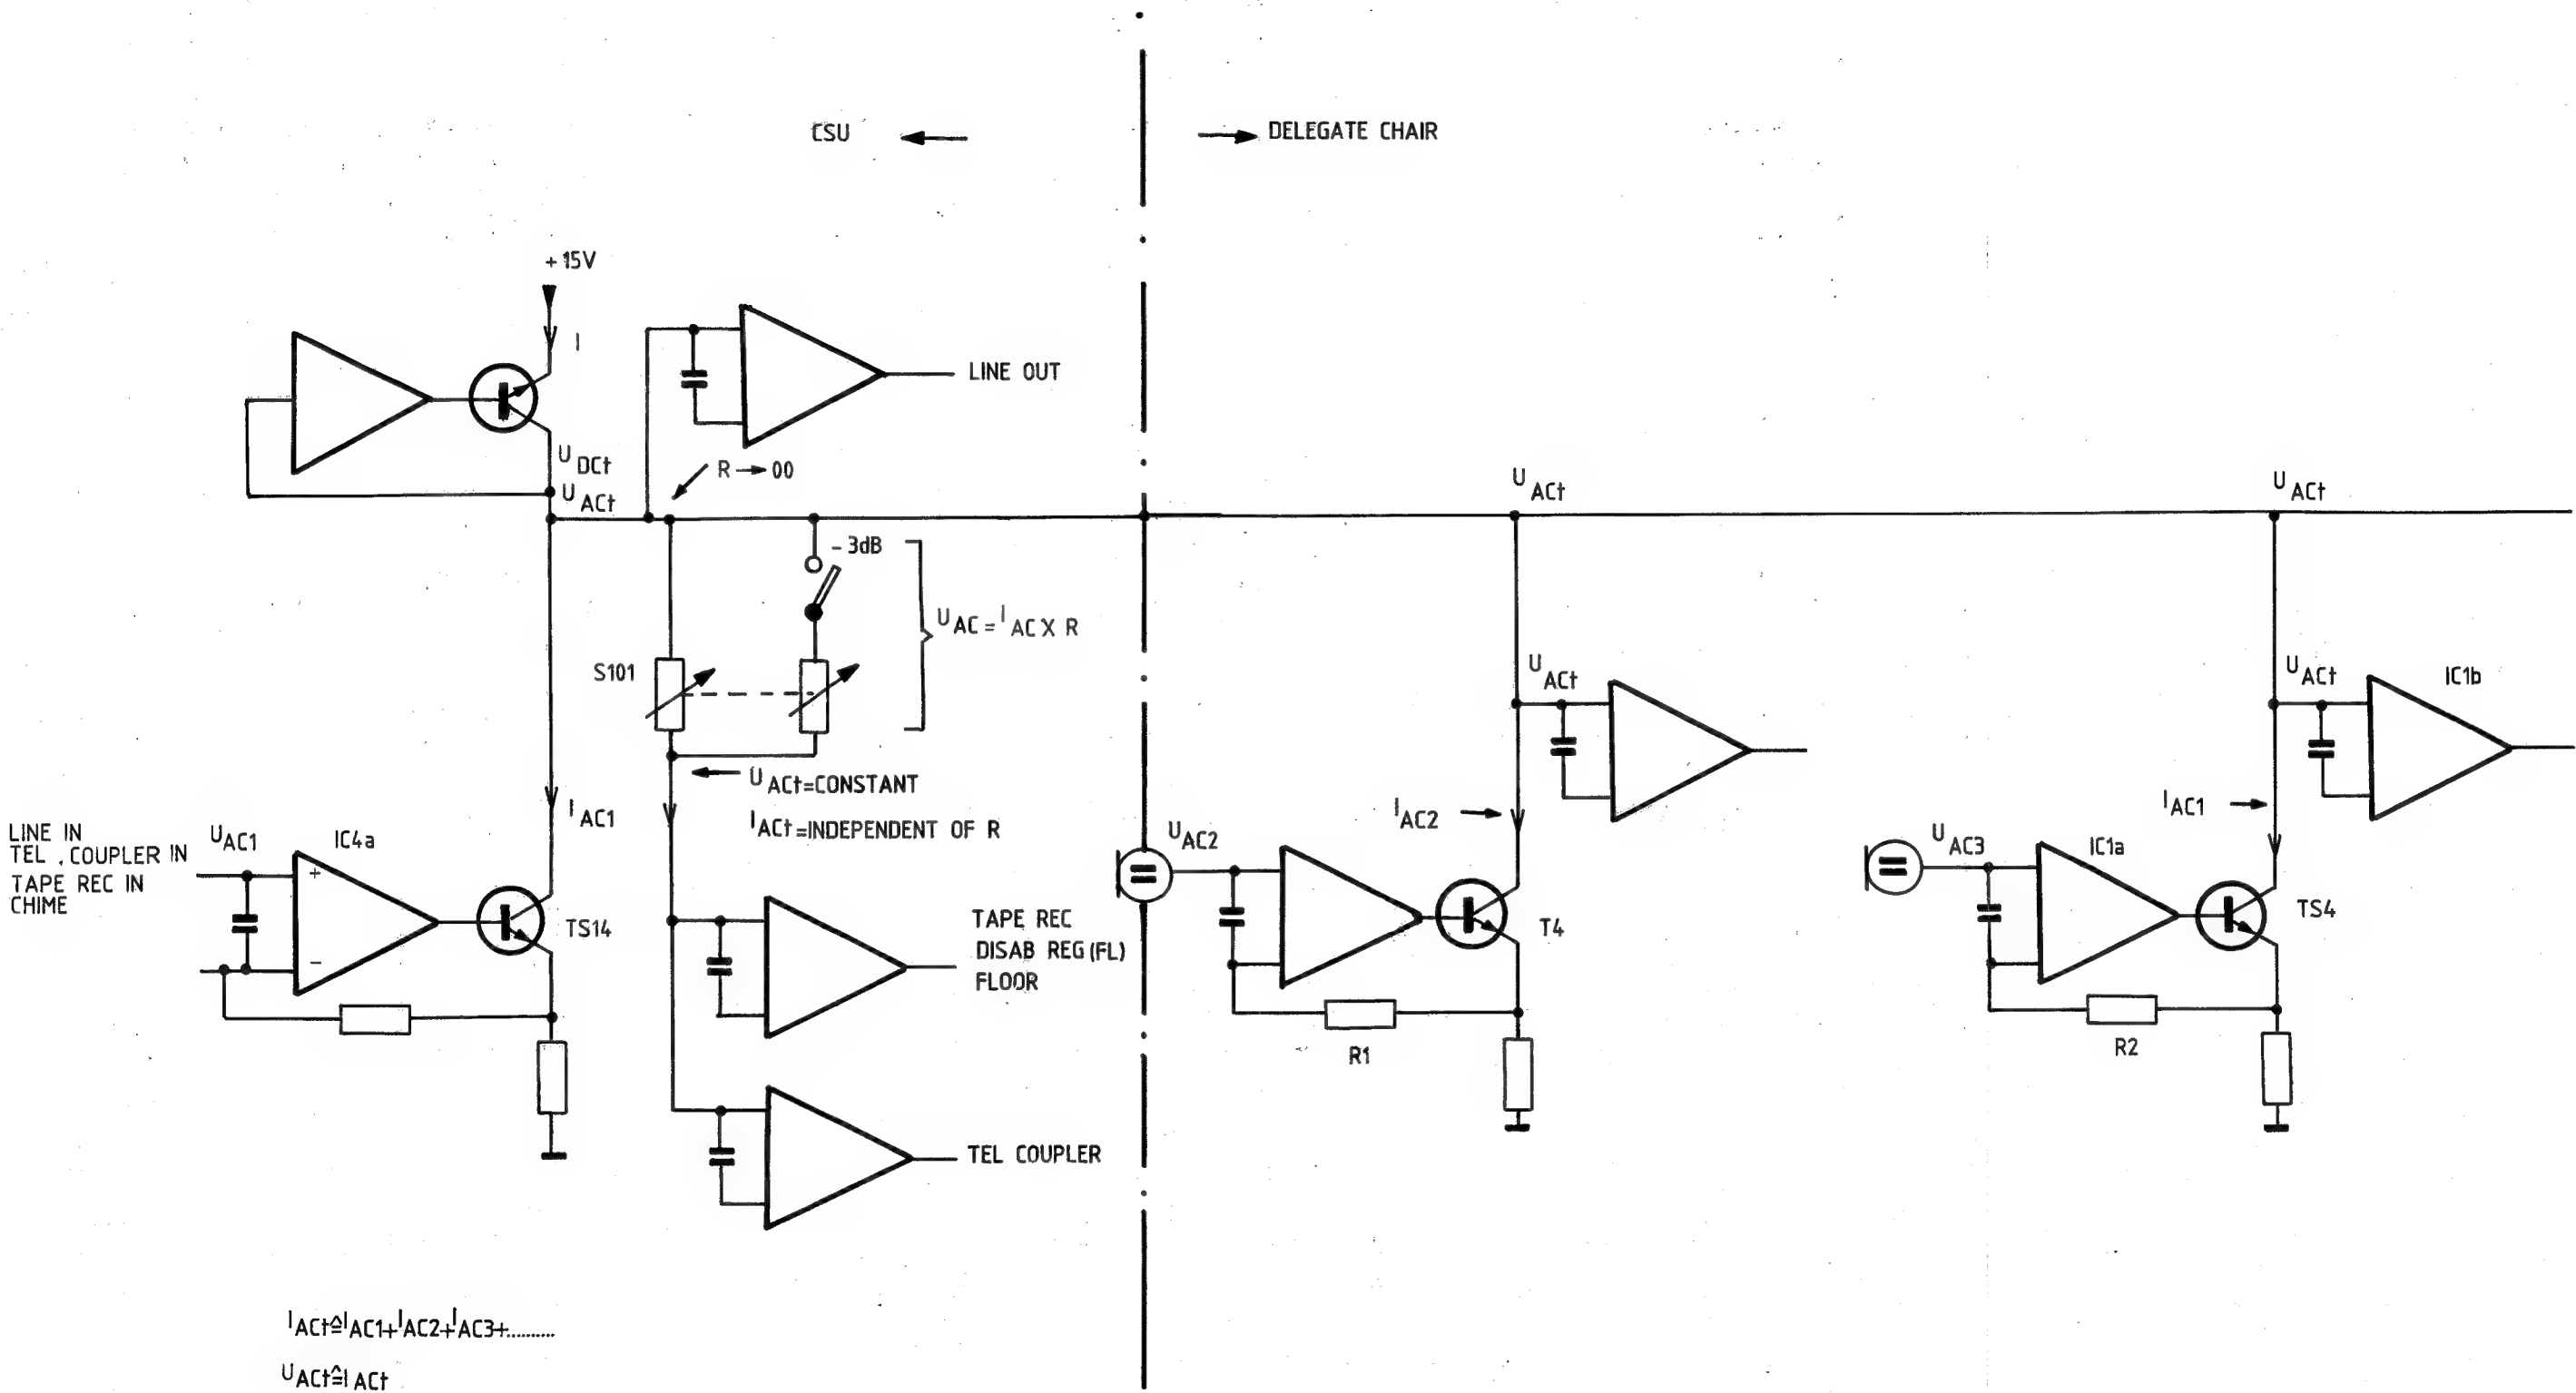 CSU
DELEGATE CHAIR
+ 15V
I
LINE OUT
U DCt
U ACt
R → 00
U ACt
U ACt
- 3dB
U AC = I AC X R
S101
U ACt
U ACt
IC1b
U ACt=CONSTANT
I ACt=INDEPENDENT OF R
I AC1
I AC2
I AC1
LINE IN
TEL . COUPLER IN
TAPE REC IN
CHIME
U AC1
IC4a
+
-
TS14
U AC2
T4
U AC3
IC1a
TS4
TAPE REC
DISAB REG (FL)
FLOOR
R1
R2
TEL COUPLER
I ACt≙I AC1+I AC2+I AC3+..........
U ACt≙I ACt